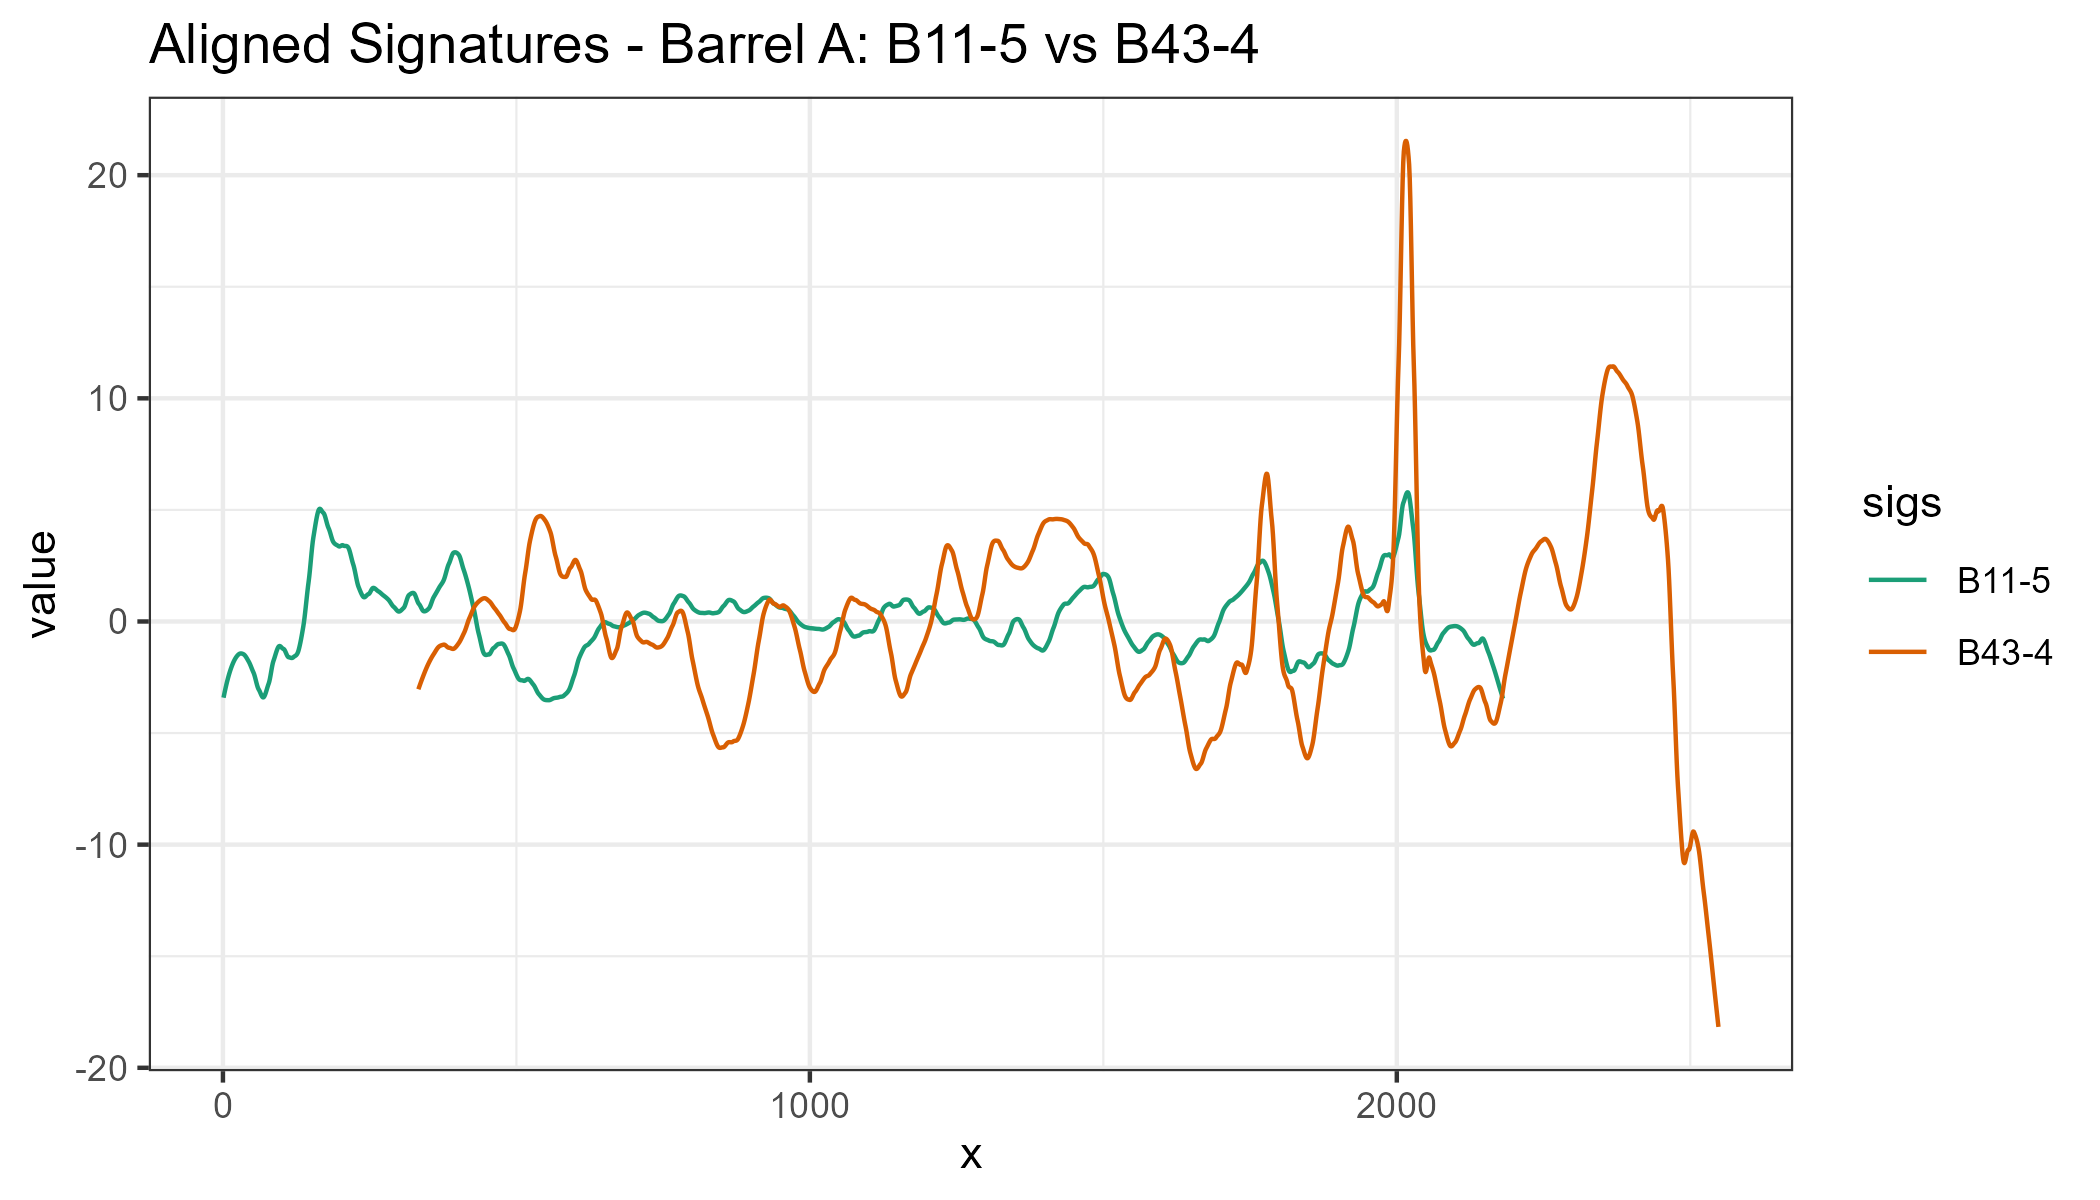 Aligned Signatures - Barrel A: B11-5 vs B43-4
value
20
10
0
-10
-20
0
1000
2000
x
sigs
B11-5
B43-4